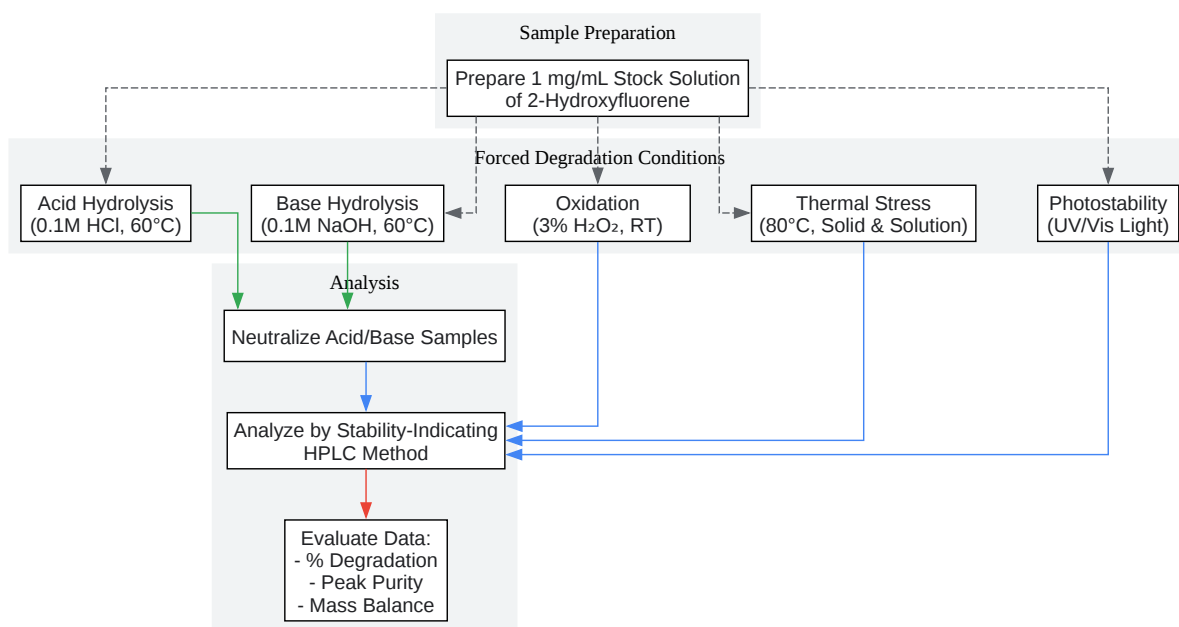 Sample Preparation
Prepare 1 mg/mL Stock Solution
of 2-Hydroxyfluorene
Forced Degradation Conditions
Acid Hydrolysis
(0.1M HCl, 60°C)
Base Hydrolysis
(0.1M NaOH, 60°C)
Oxidation
(3% H₂O₂, RT)
Thermal Stress
(80°C, Solid & Solution)
Photostability
(UV/Vis Light)
Analysis
Neutralize Acid/Base Samples
Analyze by Stability-Indicating
HPLC Method
Evaluate Data:
- % Degradation
- Peak Purity
- Mass Balance